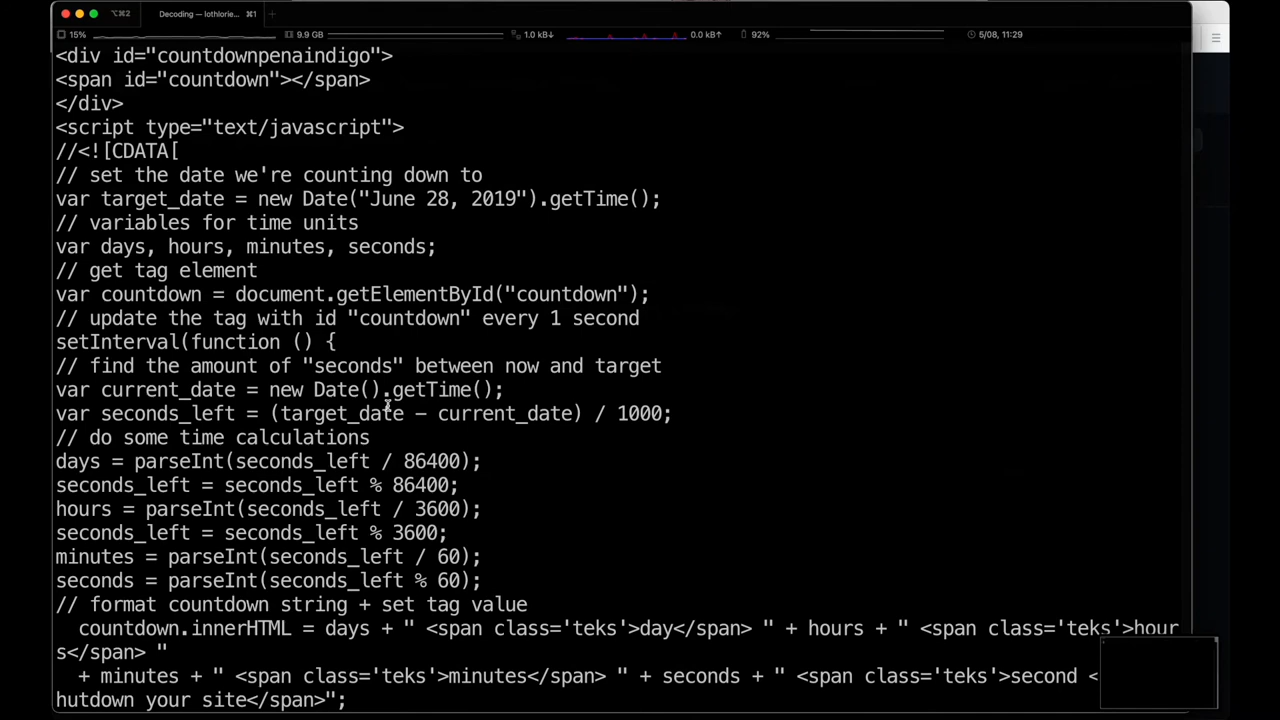 ⌥⌘2
Decoding — lothlorie... ⌘1
15% 9.9 GB 1.0 kB↓ 0.0 kB↑ 92% 5/08, 11:29
<div id="countdownpenaindigo">
<span id="countdown"></span>
</div>
<script type="text/javascript">
//<![CDATA[
// set the date we're counting down to
var target_date = new Date("June 28, 2019").getTime();
// variables for time units
var days, hours, minutes, seconds;
// get tag element
var countdown = document.getElementById("countdown");
// update the tag with id "countdown" every 1 second
setInterval(function () {
// find the amount of "seconds" between now and target
var current_date = new Date().getTime();
var seconds_left = (target_date - current_date) / 1000;
// do some time calculations
days = parseInt(seconds_left / 86400);
seconds_left = seconds_left % 86400;
hours = parseInt(seconds_left / 3600);
seconds_left = seconds_left % 3600;
minutes = parseInt(seconds_left / 60);
seconds = parseInt(seconds_left % 60);
// format countdown string + set tag value
countdown.innerHTML = days + " <span class='teks'>day</span> " + hours + " <span class='teks'>hour
s</span> "
+ minutes + " <span class='teks'>minutes</span> " + seconds + " <span class='teks'>second <
hutdown your site</span>";